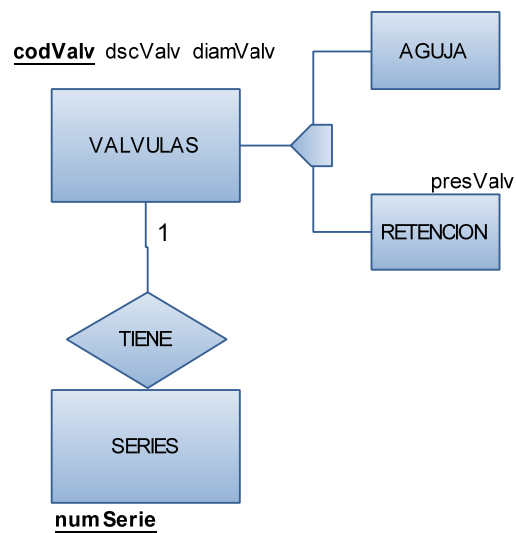 codValv dscValv diamValv
AGUJA
VALVULAS
presValv
RETENCION
1
TIENE
SERIES
numSerie